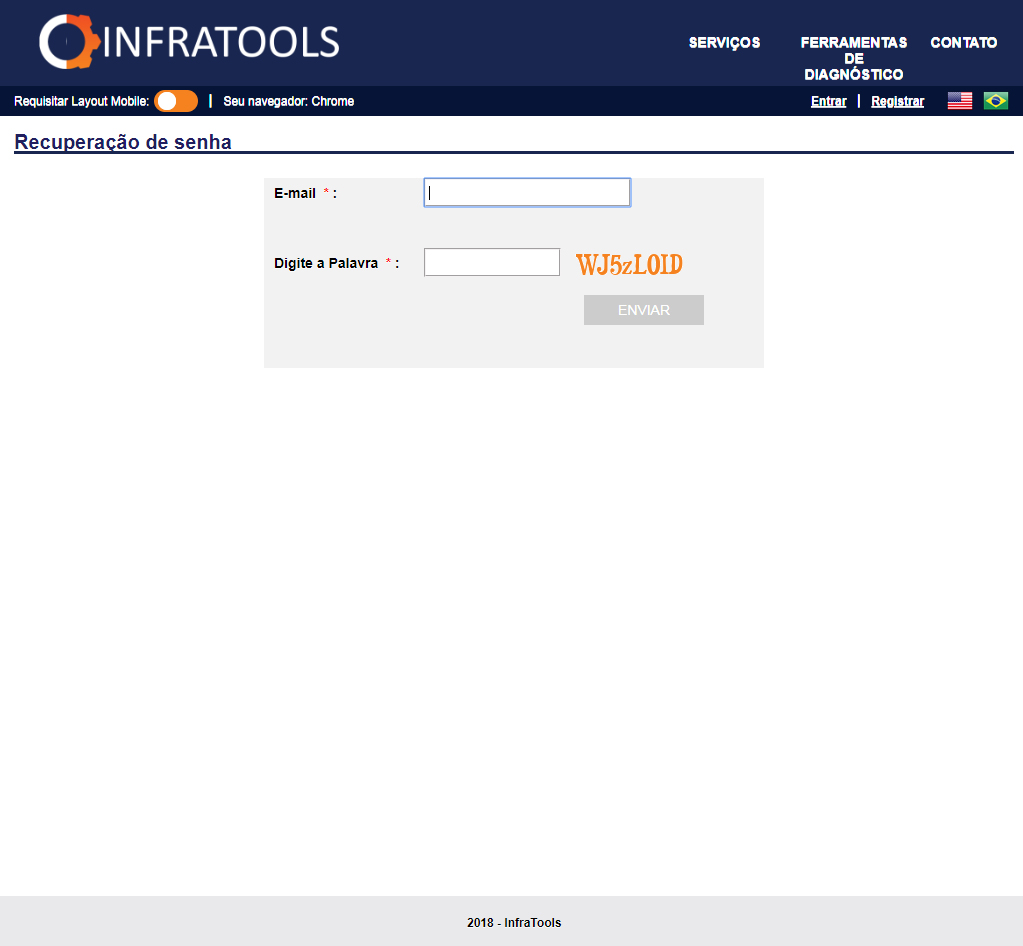 INFRATOOLS
SERVIÇOS
FERRAMENTAS
DE
DIAGNÓSTICO
CONTATO
Requisitar Layout Mobile: | Seu navegador: Chrome
Entrar | Registrar
Recuperação de senha
E-mail * :
Digite a Palavra * : WJ5zL0ID
ENVIAR
2018 - InfraTools